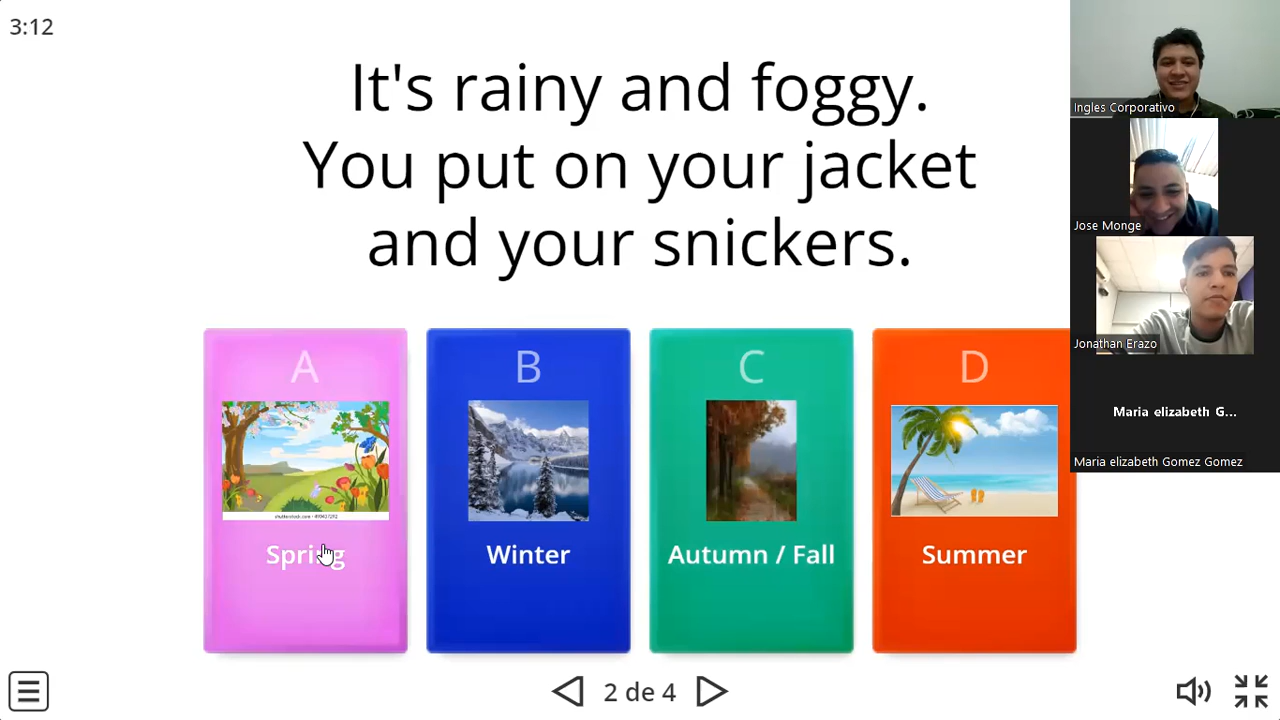 3:12
It's rainy and foggy.
You put on your jacket
and your snickers.
A
B
C
D
Spring
Winter
Autumn / Fall
Summer
2 de 4
Ingles Corporativo
Jose Monge
Jonathan Erazo
Maria elizabeth G...
Maria elizabeth Gomez Gomez